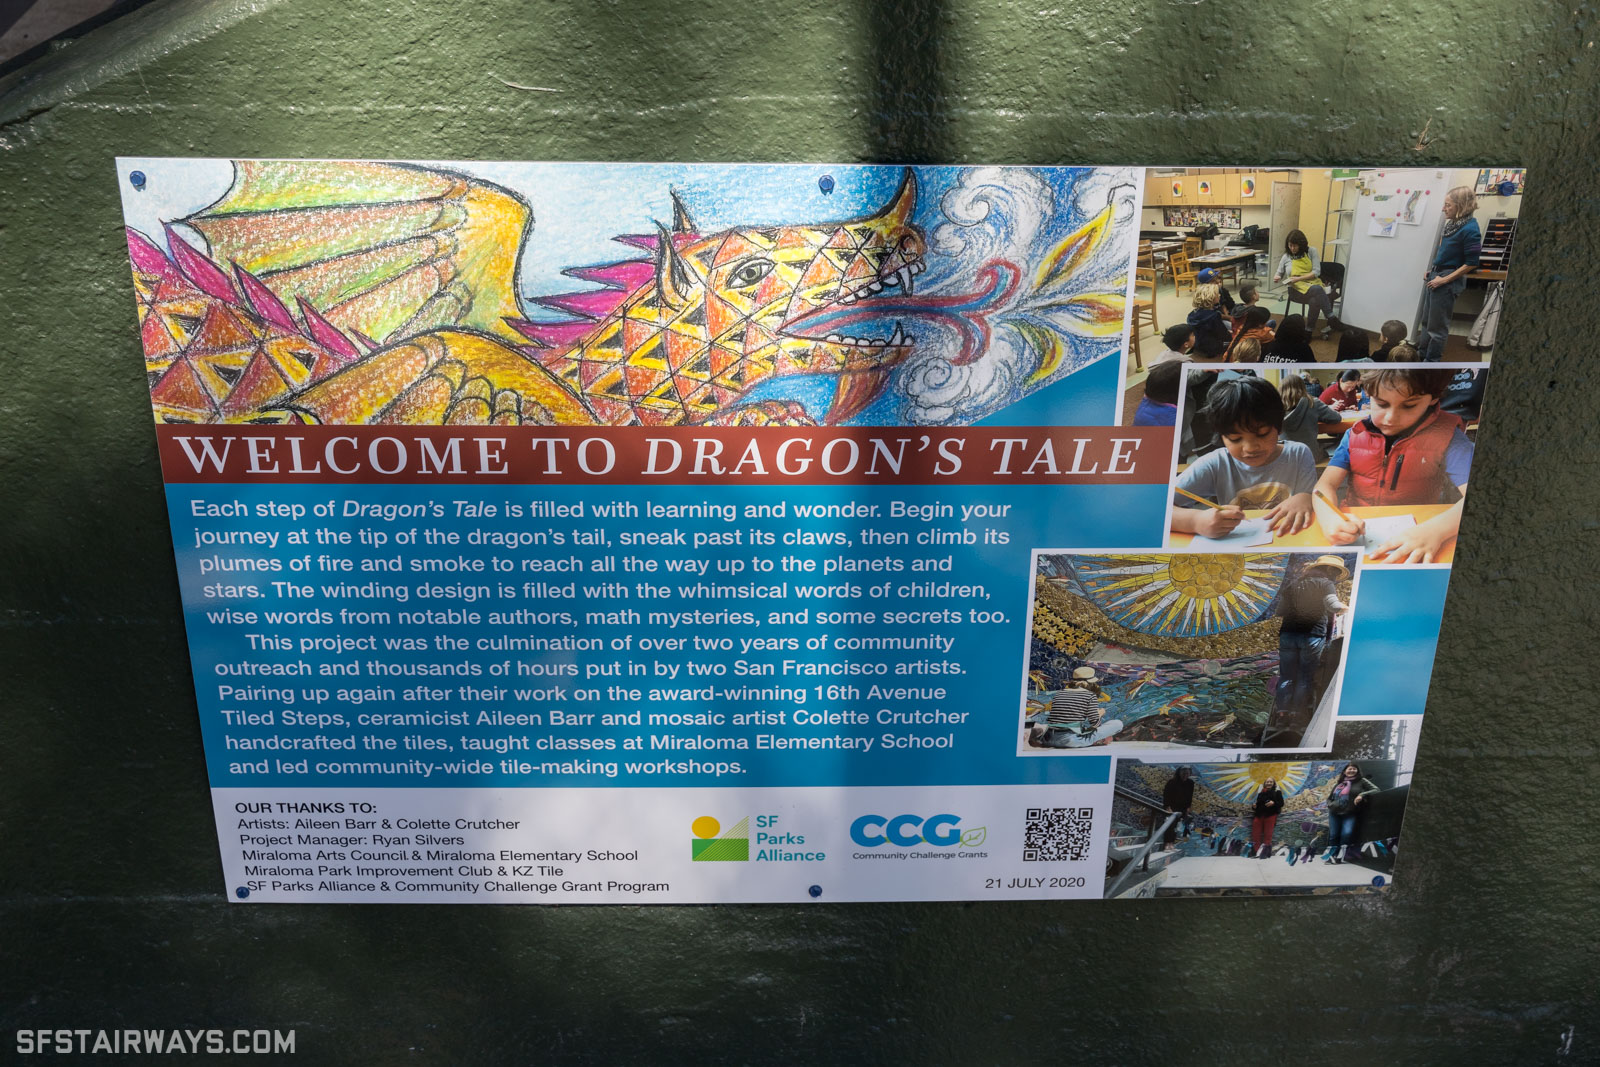 WELCOME TO DRAGON'S TALE
Each step of Dragon's Tale is filled with learning and wonder. Begin your
journey at the tip of the dragon's tail, sneak past its claws, then climb its
plumes of fire and smoke to reach all the way up to the planets and
stars. The winding design is filled with the whimsical words of children,
wise words from notable authors, math mysteries, and some secrets too.
This project was the culmination of over two years of community
outreach and thousands of hours put in by two San Francisco artists.
Pairing up again after their work on the award-winning 16th Avenue
Tiled Steps, ceramicist Aileen Barr and mosaic artist Colette Crutcher
handcrafted the tiles, taught classes at Miraloma Elementary School
and led community-wide tile-making workshops.
OUR THANKS TO:
Artists: Aileen Barr & Colette Crutcher
Project Manager: Ryan Silvers
Miraloma Arts Council & Miraloma Elementary School
Miraloma Park Improvement Club & KZ Tile
SF Parks Alliance & Community Challenge Grant Program
SF
Parks
Alliance
CCG
Community Challenge Grants
21 JULY 2020
SFSTAIRWAYS.COM